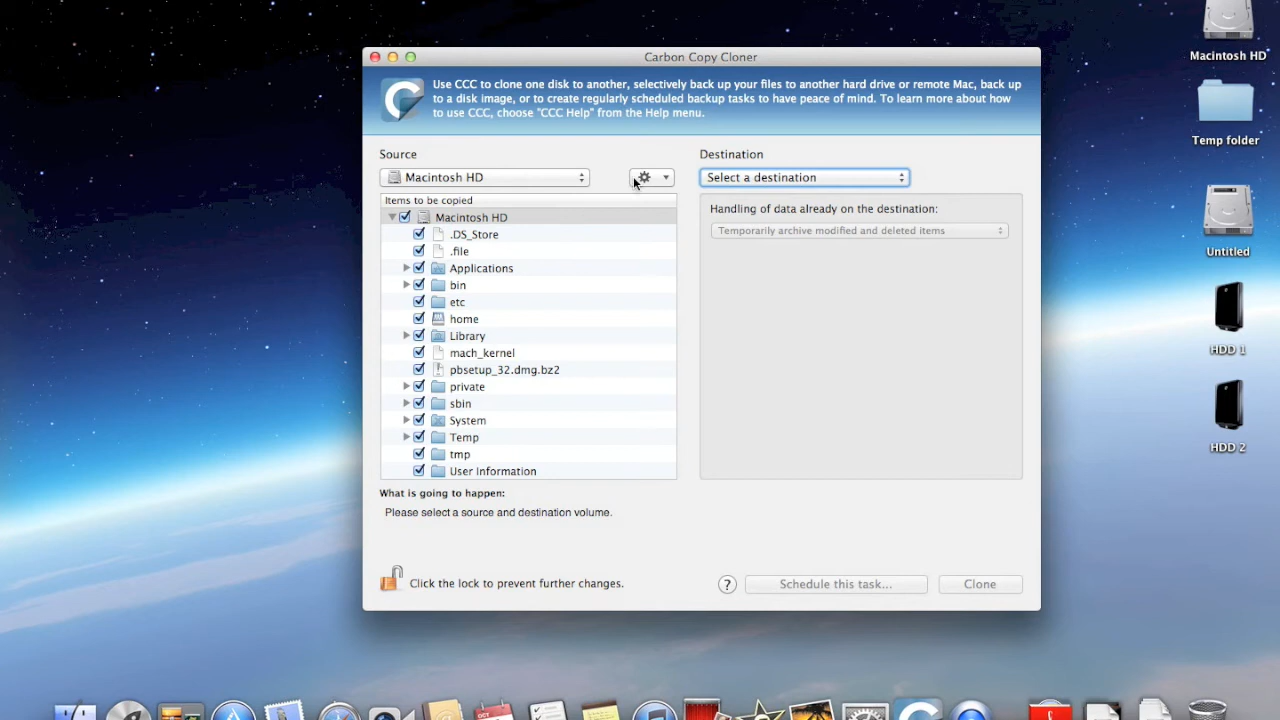 Carbon Copy Cloner
Use CCC to clone one disk to another, selectively back up your files to another hard drive or remote Mac, back up
to a disk image, or to create regularly scheduled backup tasks to have peace of mind. To learn more about how
to use CCC, choose "CCC Help" from the Help menu.
Source
Macintosh HD
Destination
Select a destination
Items to be copied
Macintosh HD
.DS_Store
.file
Applications
bin
etc
home
Library
mach_kernel
pbsetup_32.dmg.bz2
private
sbin
System
Temp
tmp
User Information
Handling of data already on the destination:
Temporarily archive modified and deleted items
What is going to happen:
Please select a source and destination volume.
Click the lock to prevent further changes.
?
Schedule this task...
Clone
Macintosh HD
Temp folder
Untitled
HDD 1
HDD 2
OCT